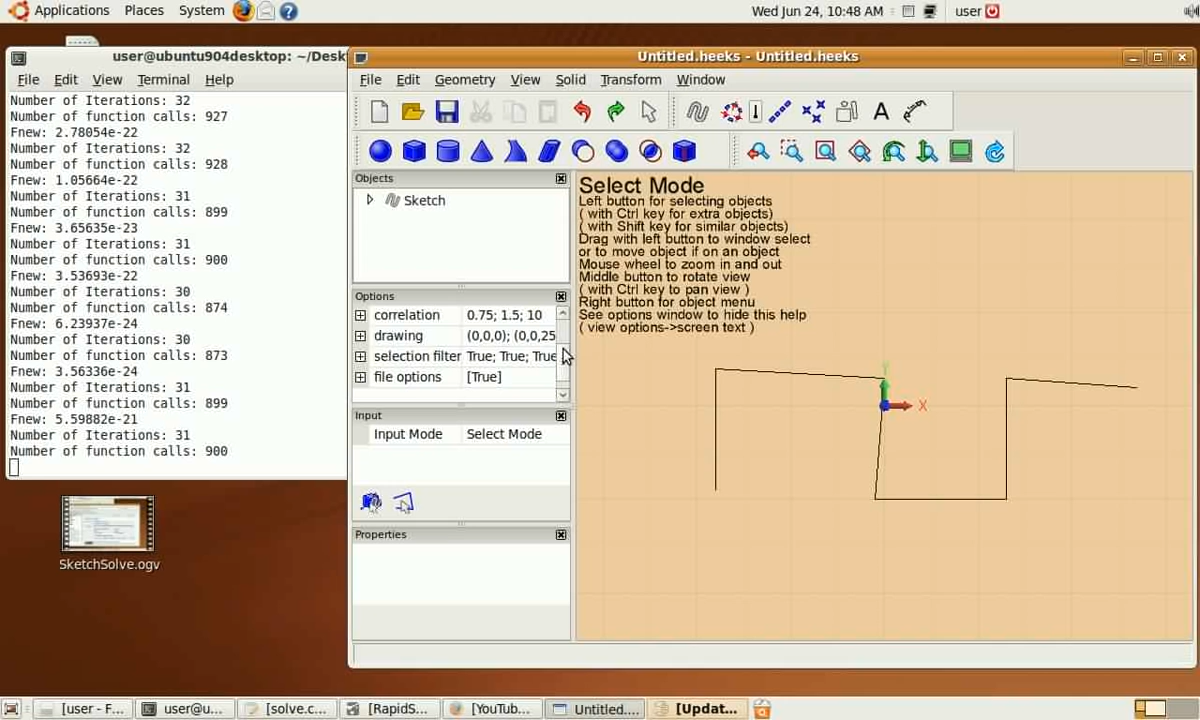 Applications Places System
Wed Jun 24, 10:48 AM user
user@ubuntu904desktop: ~/Desk
File Edit View Terminal Help
Number of Iterations: 32
Number of function calls: 927
Fnew: 2.78054e-22
Number of Iterations: 32
Number of function calls: 928
Fnew: 1.05664e-22
Number of Iterations: 31
Number of function calls: 899
Fnew: 3.65635e-23
Number of Iterations: 31
Number of function calls: 900
Fnew: 3.53693e-22
Number of Iterations: 30
Number of function calls: 874
Fnew: 6.23937e-24
Number of Iterations: 30
Number of function calls: 873
Fnew: 3.56336e-24
Number of Iterations: 31
Number of function calls: 899
Fnew: 5.59882e-21
Number of Iterations: 31
Number of function calls: 900
SketchSolve.ogv
Untitled.heeks - Untitled.heeks
File Edit Geometry View Solid Transform Window
A
Objects
Sketch
Options
correlation 0.75; 1.5; 10
drawing (0,0,0); (0,0,25
selection filter True; True; True
file options [True]
Input
Input Mode Select Mode
Properties
Select Mode
Left button for selecting objects
( with Ctrl key for extra objects)
( with Shift key for similar objects)
Drag with left button to window select
or to move object if on an object
Mouse wheel to zoom in and out
Middle button to rotate view
( with Ctrl key to pan view )
Right button for object menu
See options window to hide this help
( view options->screen text )
Y
X
[user - F... user@u... [solve.c... [RapidS... [YouTub... Untitled.... [Updat...